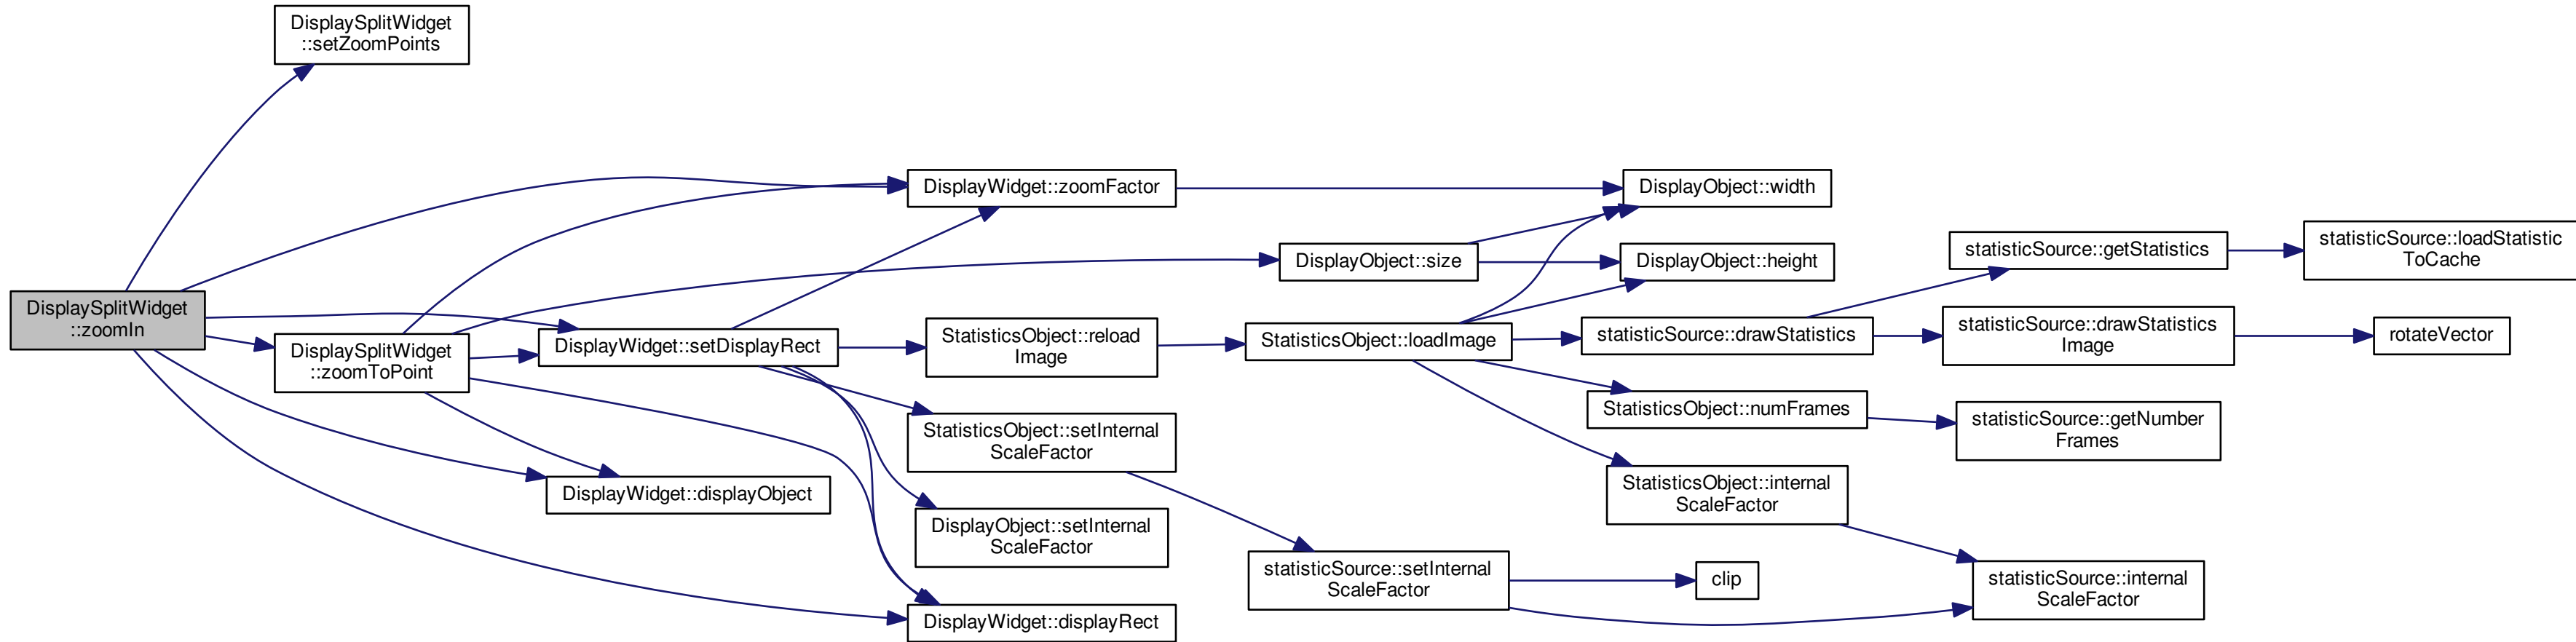 DisplaySplitWidget
::zoomIn
DisplaySplitWidget
::setZoomPoints
DisplaySplitWidget
::zoomToPoint
DisplayWidget::setDisplayRect
DisplayWidget::displayObject
DisplayWidget::zoomFactor
StatisticsObject::reload
Image
StatisticsObject::setInternal
ScaleFactor
DisplayObject::setInternal
ScaleFactor
DisplayWidget::displayRect
DisplayObject::size
StatisticsObject::loadImage
statisticSource::setInternal
ScaleFactor
DisplayObject::width
DisplayObject::height
statisticSource::drawStatistics
StatisticsObject::numFrames
StatisticsObject::internal
ScaleFactor
clip
statisticSource::getStatistics
statisticSource::drawStatistics
Image
statisticSource::getNumber
Frames
statisticSource::internal
ScaleFactor
statisticSource::loadStatistic
ToCache
rotateVector